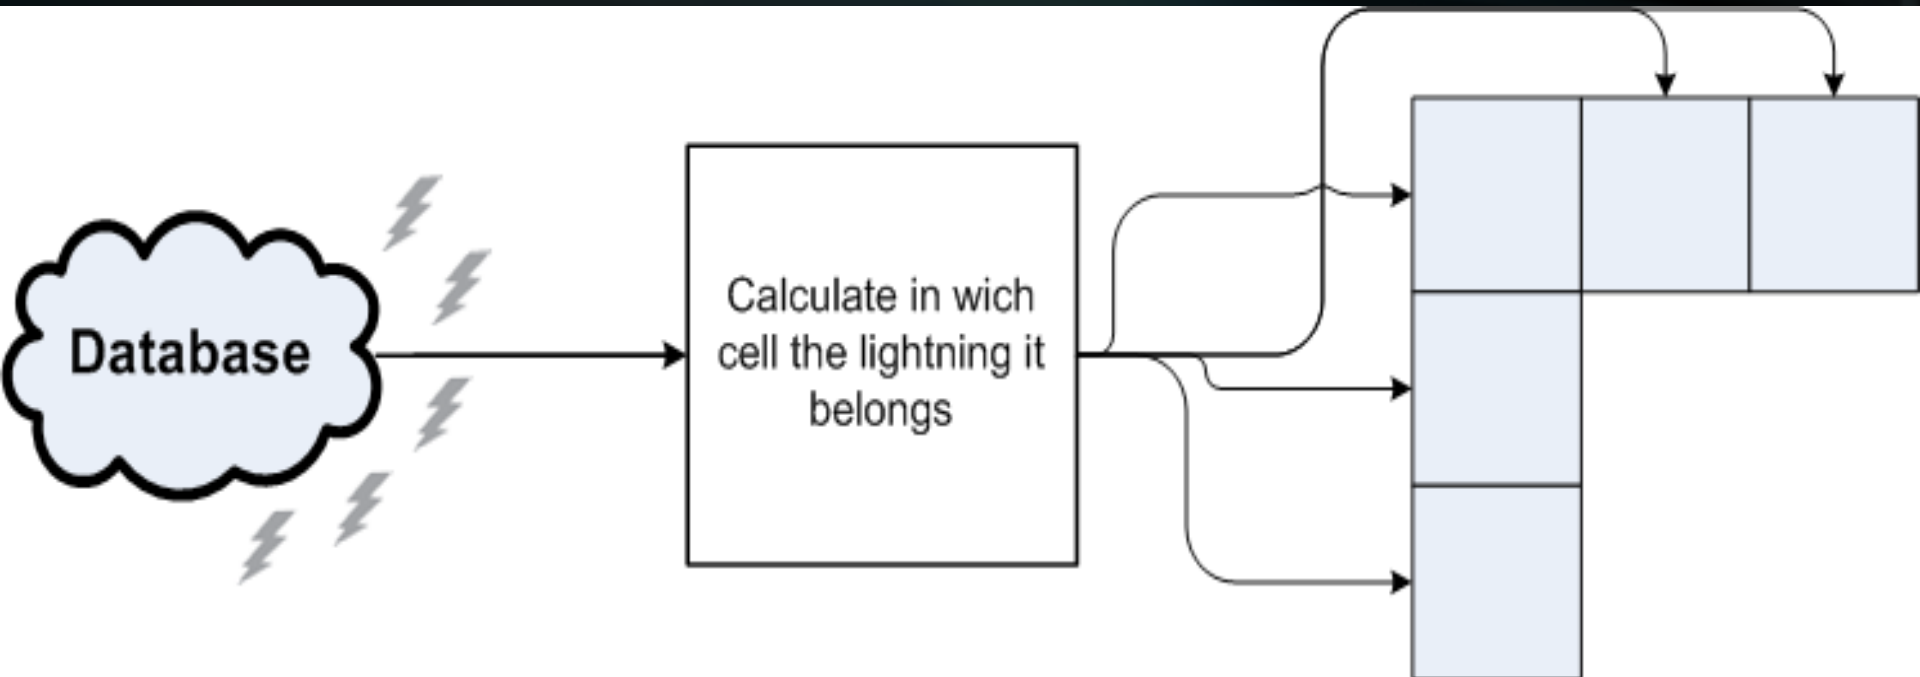 Database
Calculate in wich
cell the lightning it
belongs